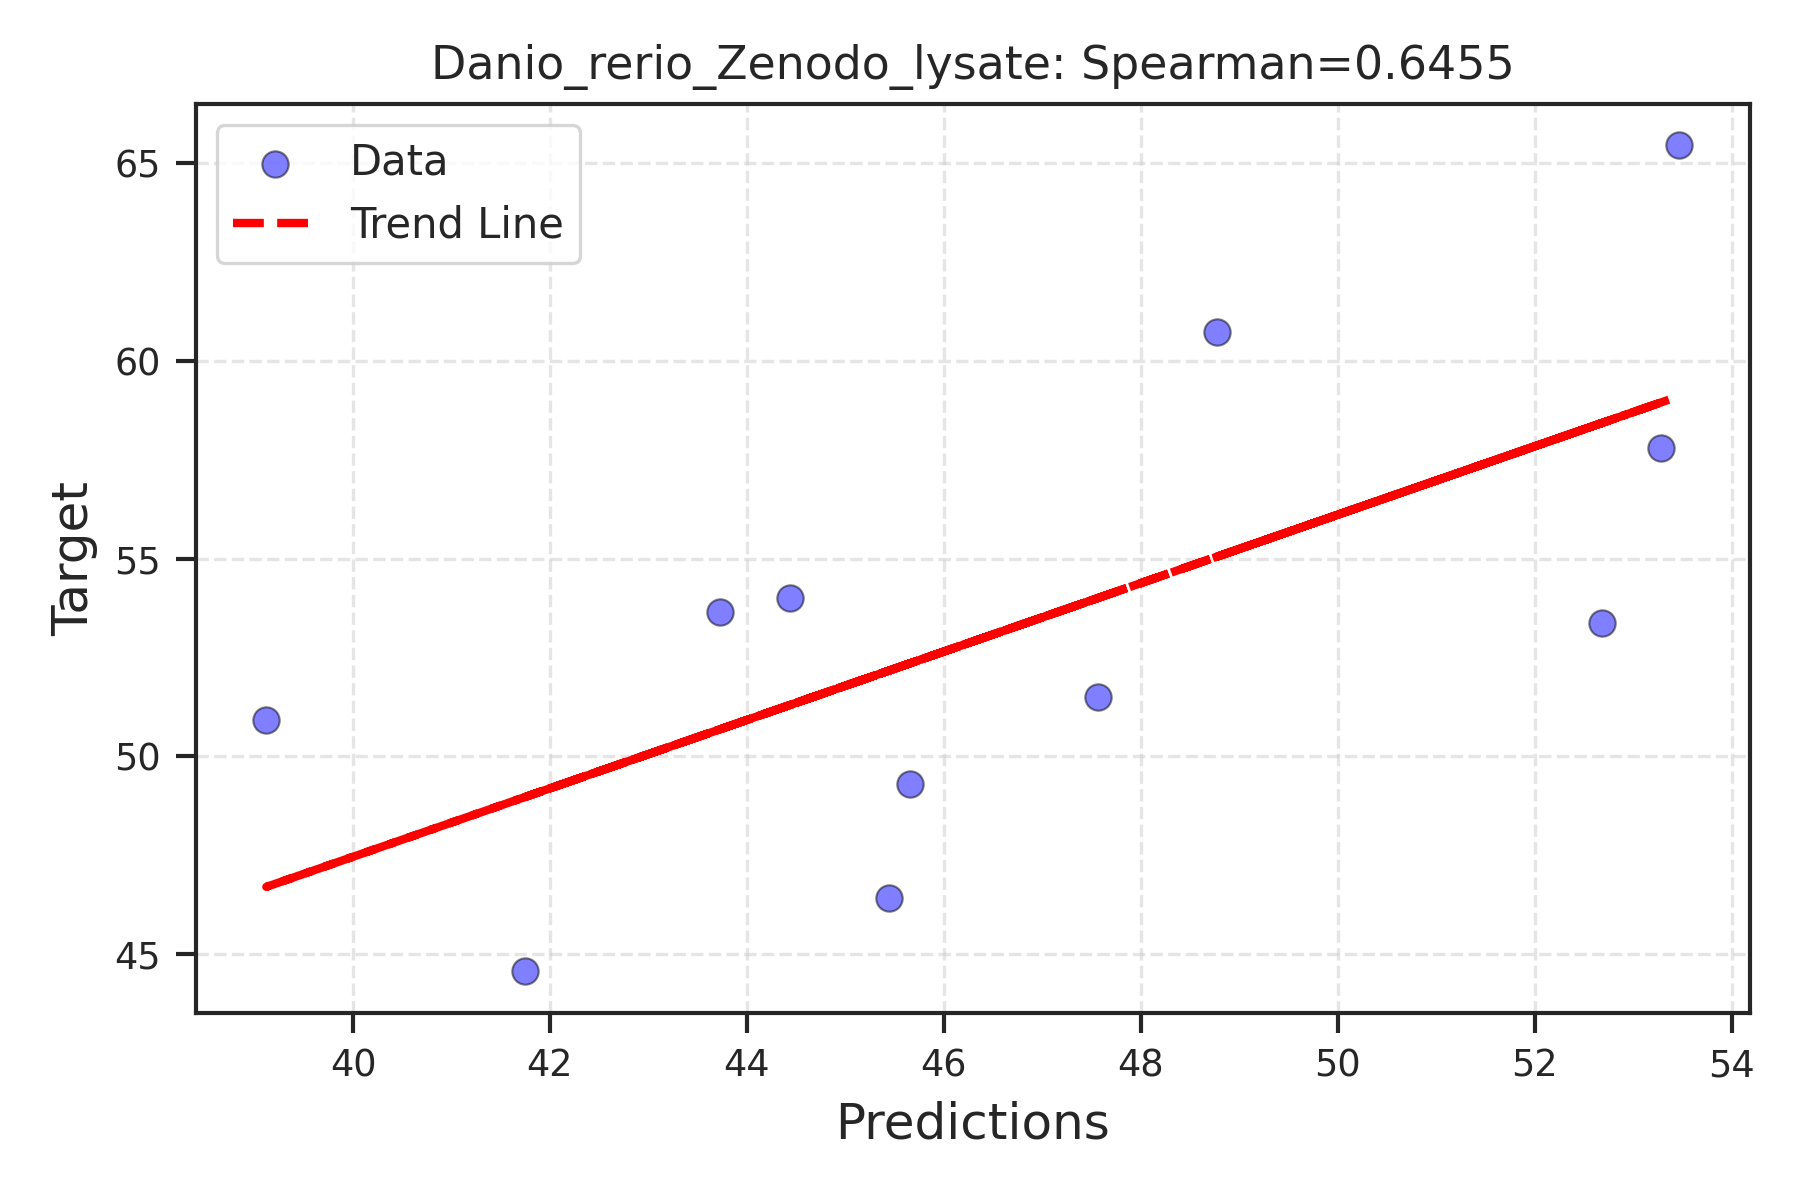 Danio_rerio_Zenodo_lysate: Spearman=0.6455
Data
Trend Line
65
60
55
50
45
Target
40 42 44 46 48 50 52 54
Predictions